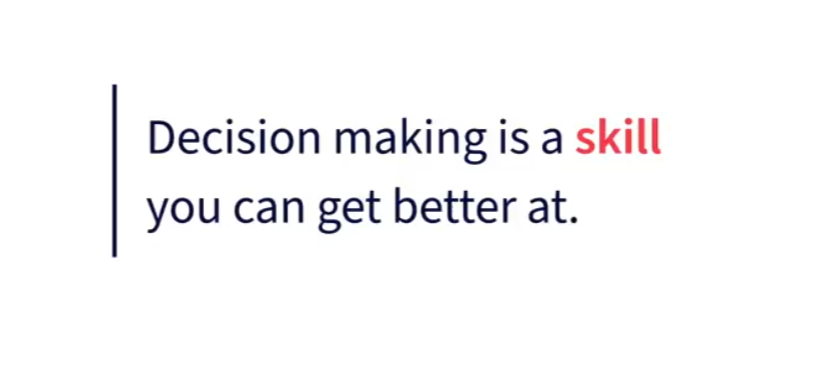 Decision making is a skill
you can get better at.